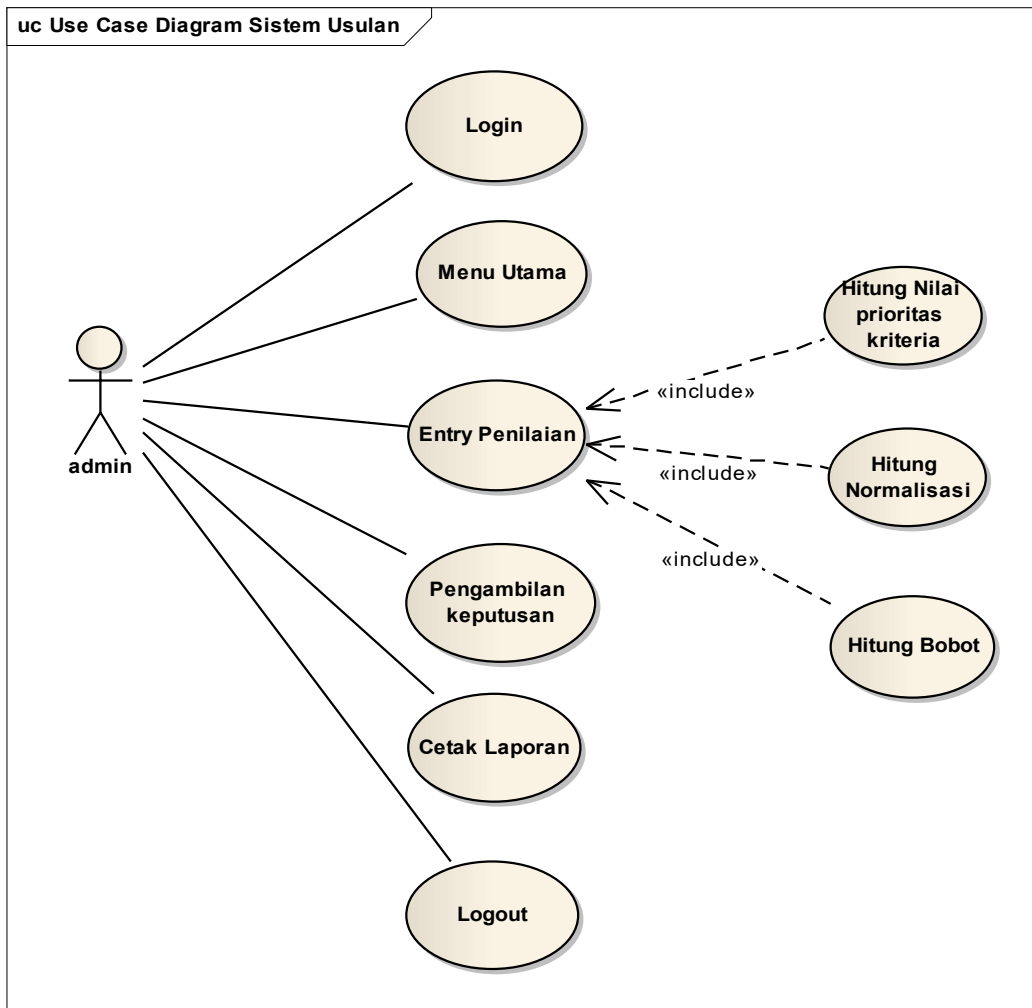 uc Use Case Diagram Sistem Usulan
Login
Menu Utama
Hitung Nilai
prioritas
kriteria
«include»
Entry Penilaian
admin
Hitung
Normalisasi
«include»
«include»
Pengambilan
keputusan
Hitung Bobot
Cetak Laporan
Logout